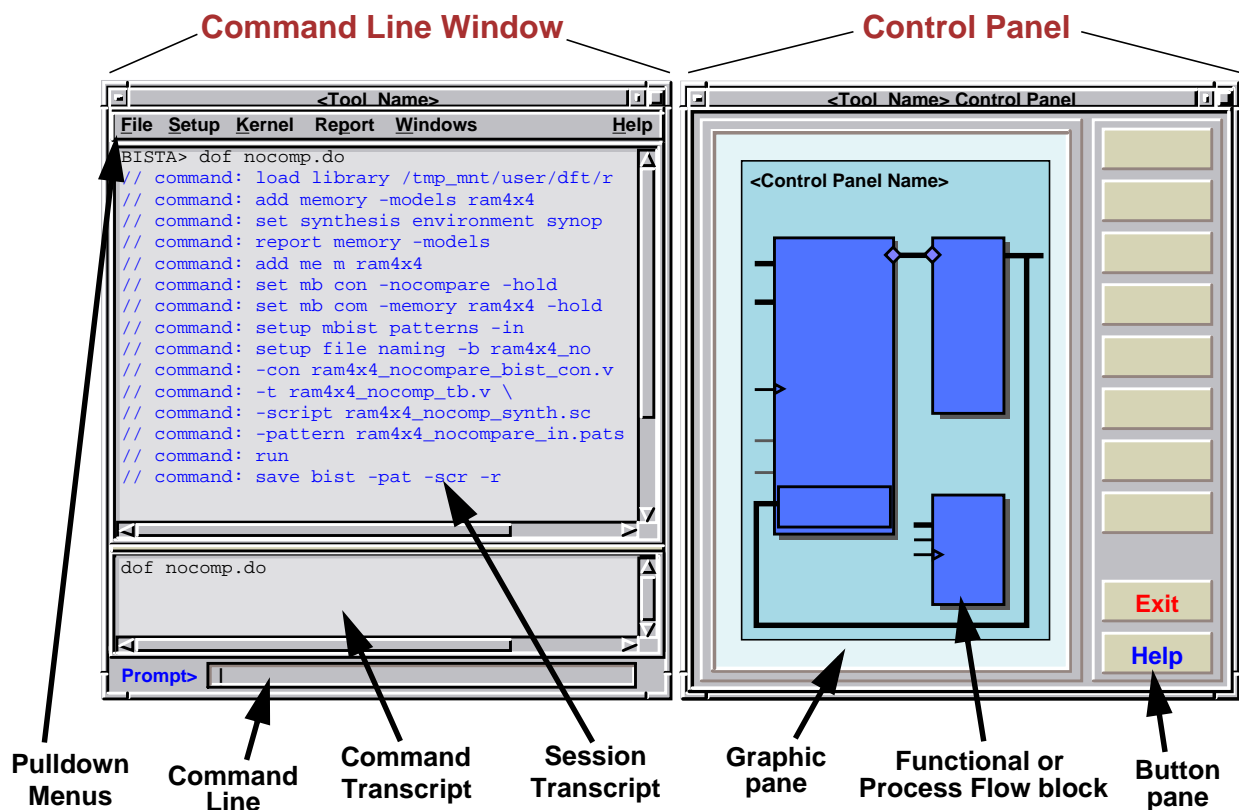 Command Line Window
Control Panel
<Tool_Name>
<Tool_Name> Control Panel
File Setup Kernel Report Windows Help
BISTA> dof nocomp.do
// command: load library /tmp_mnt/user/dft/r
// command: add memory -models ram4x4
// command: set synthesis environment synop
// command: report memory -models
// command: add me m ram4x4
// command: set mb con -nocompare -hold
// command: set mb com -memory ram4x4 -hold
// command: setup mbist patterns -in
// command: setup file naming -b ram4x4_no
// command: -con ram4x4_nocompare_bist_con.v
// command: -t ram4x4_nocomp_tb.v \
// command: -script ram4x4_nocomp_synth.sc
// command: -pattern ram4x4_nocompare_in.pats
// command: run
// command: save bist -pat -scr -r
dof nocomp.do
Prompt>
<Control Panel Name>
Exit
Help
Pulldown
Menus
Command
Line
Command
Transcript
Session
Transcript
Graphic
pane
Functional or
Process Flow block
Button
pane